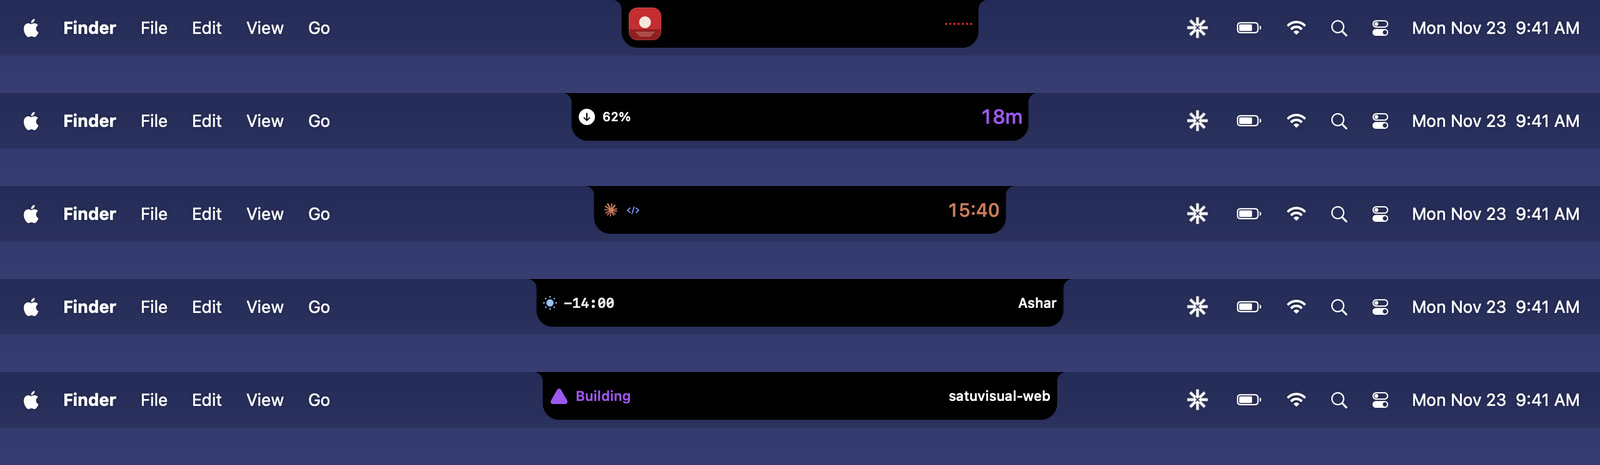 Finder File Edit View Go Mon Nov 23 9:41 AM
Finder File Edit View Go 62% 18m Mon Nov 23 9:41 AM
Finder File Edit View Go </> 15:40 Mon Nov 23 9:41 AM
Finder File Edit View Go −14:00 Ashar Mon Nov 23 9:41 AM
Finder File Edit View Go Building satuvisual-web Mon Nov 23 9:41 AM